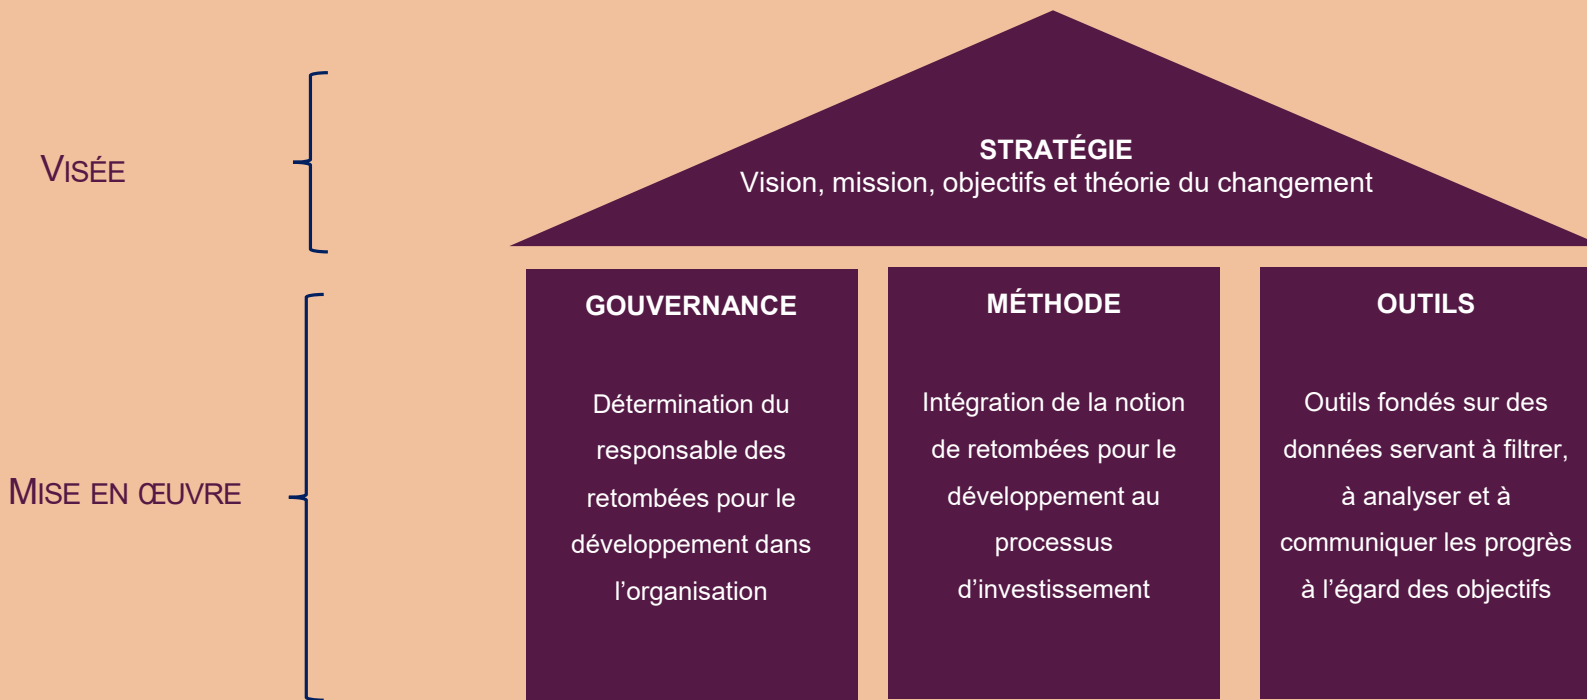 VISÉE
STRATÉGIE
Vision, mission, objectifs et théorie du changement
MISE EN ŒUVRE
GOUVERNANCE
Détermination du
responsable des
retombées pour le
développement dans
l’organisation
MÉTHODE
Intégration de la notion
de retombées pour le
développement au
processus
d’investissement
OUTILS
Outils fondés sur des
données servant à filtrer,
à analyser et à
communiquer les progrès
à l’égard des objectifs